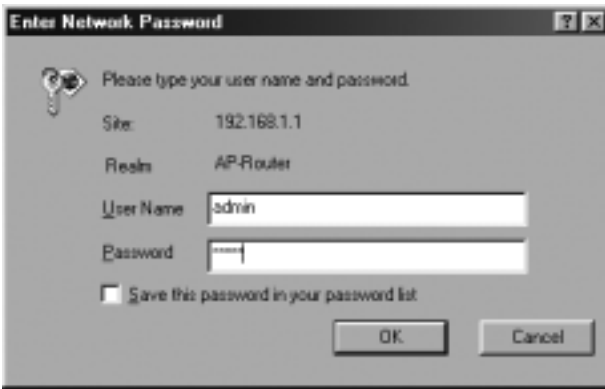 Enter Network Password
Please type your user name and password.
Site: 192.168.1.1
Realm AP-Router
User Name admin
Password *****
Save this password in your password list
OK Cancel